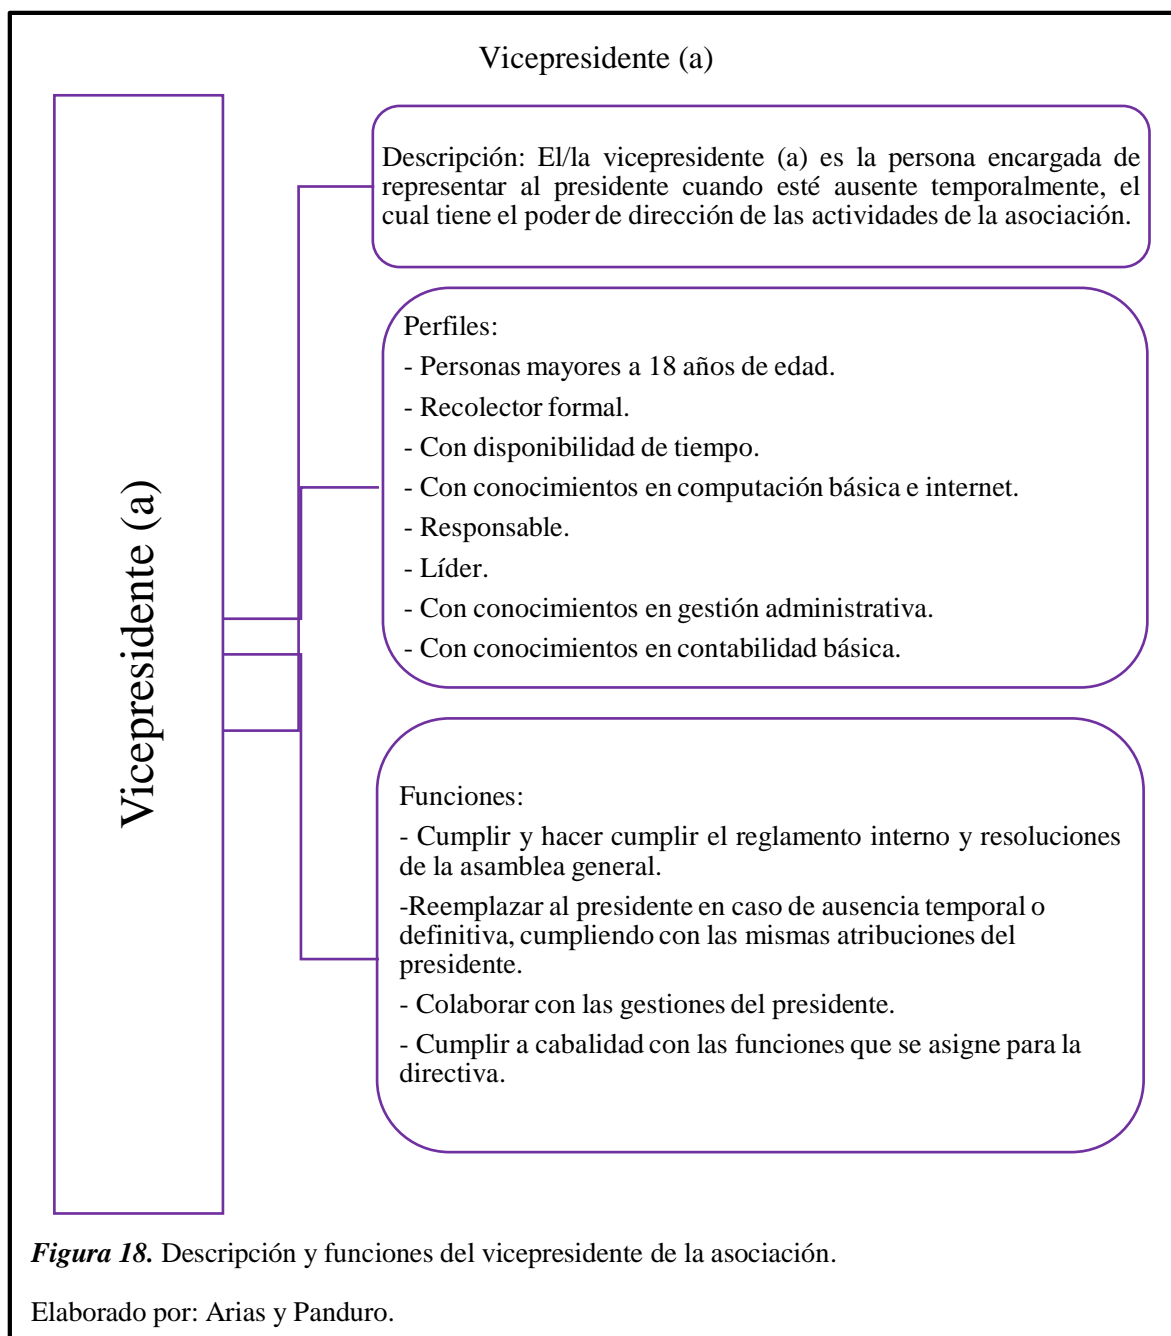 Vicepresidente (a)
Vicepresidente (a)
Descripción: El/la vicepresidente (a) es la persona encargada de
representar al presidente cuando esté ausente temporalmente, el
cual tiene el poder de dirección de las actividades de la asociación.
Perfiles:
- Personas mayores a 18 años de edad.
- Recolector formal.
- Con disponibilidad de tiempo.
- Con conocimientos en computación básica e internet.
- Responsable.
- Líder.
- Con conocimientos en gestión administrativa.
- Con conocimientos en contabilidad básica.
Funciones:
- Cumplir y hacer cumplir el reglamento interno y resoluciones
de la asamblea general.
-Reemplazar al presidente en caso de ausencia temporal o
definitiva, cumpliendo con las mismas atribuciones del
presidente.
- Colaborar con las gestiones del presidente.
- Cumplir a cabalidad con las funciones que se asigne para la
directiva.
Figura 18. Descripción y funciones del vicepresidente de la asociación.
Elaborado por: Arias y Panduro.